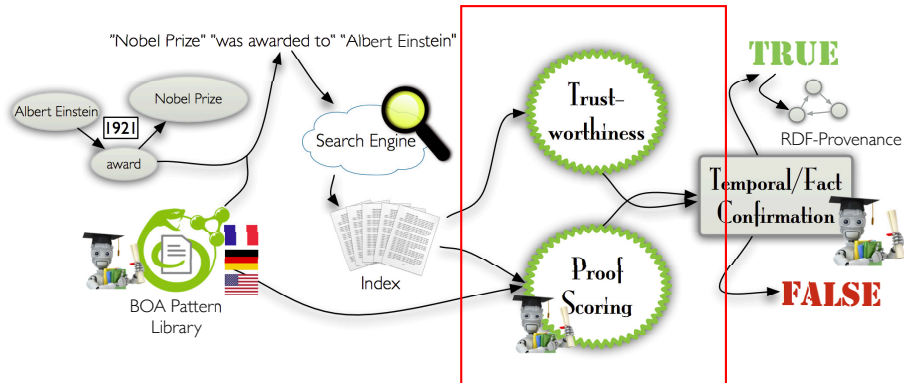 "Nobel Prize" "was awarded to" "Albert Einstein"
Albert Einstein
Nobel Prize
1921
award
BOA Pattern
Library
Search Engine
Index
Trust-
worthiness
Proof
Scoring
Temporal/Fact
Confirmation
TRUE
RDF-Provenance
FALSE